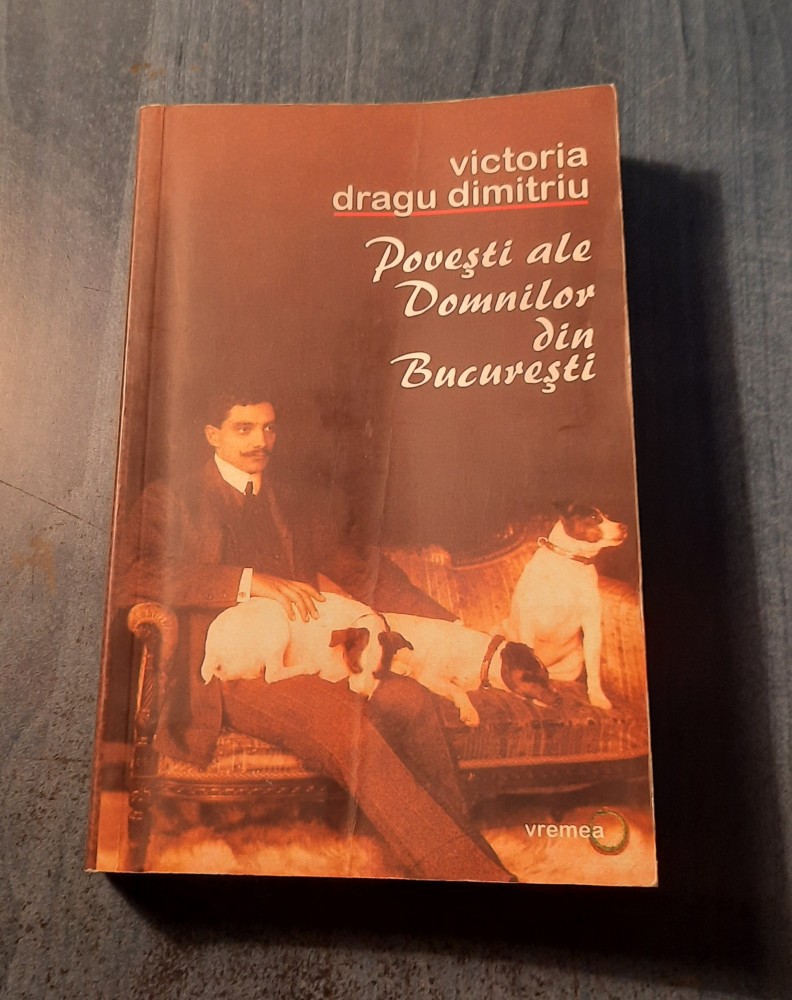 victoria
dragu dimitriu
Poveşti ale
Domnilor
din
Bucureşti
vremea